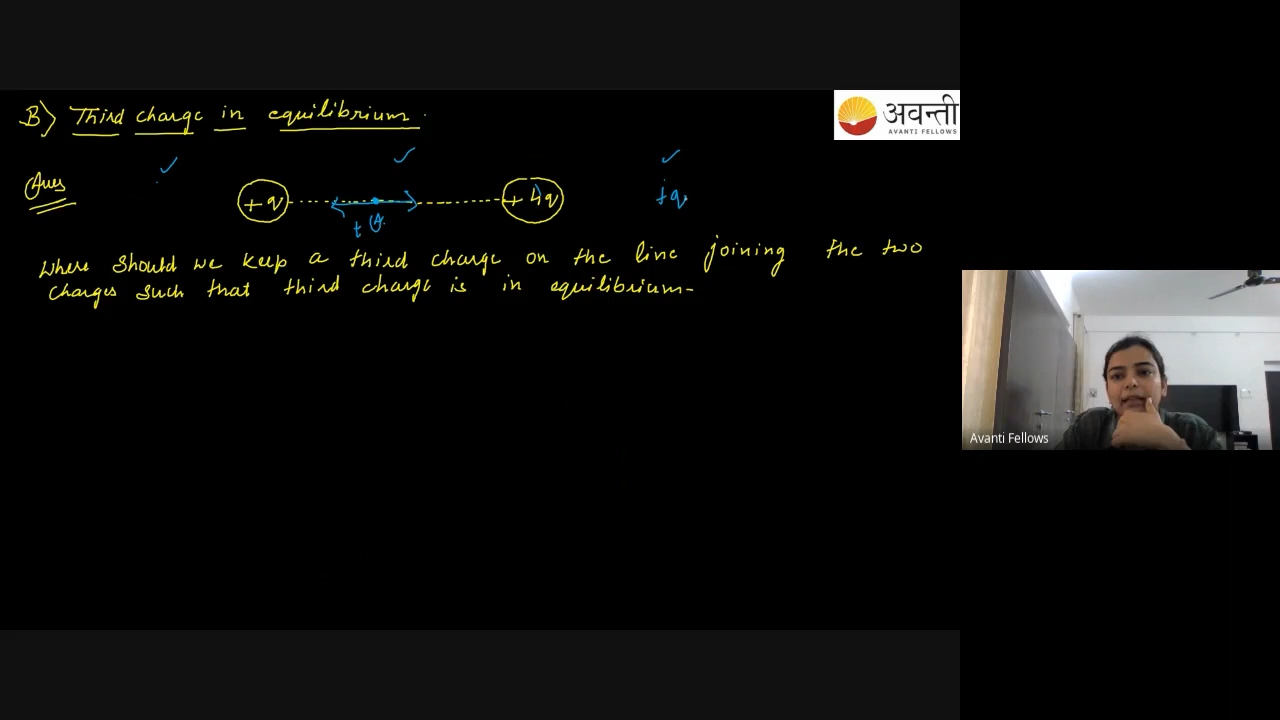 B) Third charge in equilibrium.
अवन्ती
AVANTI FELLOWS
Ques
+q +4q +q
+Q
Where should we keep a third charge on the line joining the two
charges such that third charge is in equilibrium-
Avanti Fellows